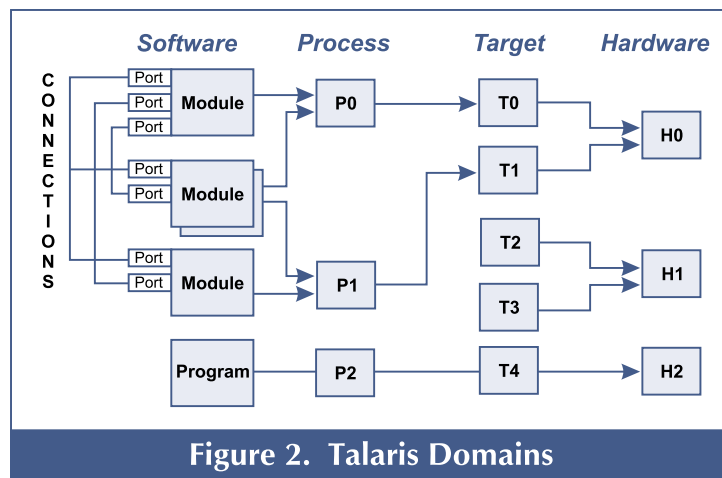 Software Process Target Hardware
CONNECTIONS
Port
Port
Port
Module
P0
T0
H0
T1
Port
Port
Module
T2
H1
Port
Port
Module
P1
T3
Program
P2
T4
H2
Figure 2. Talaris Domains